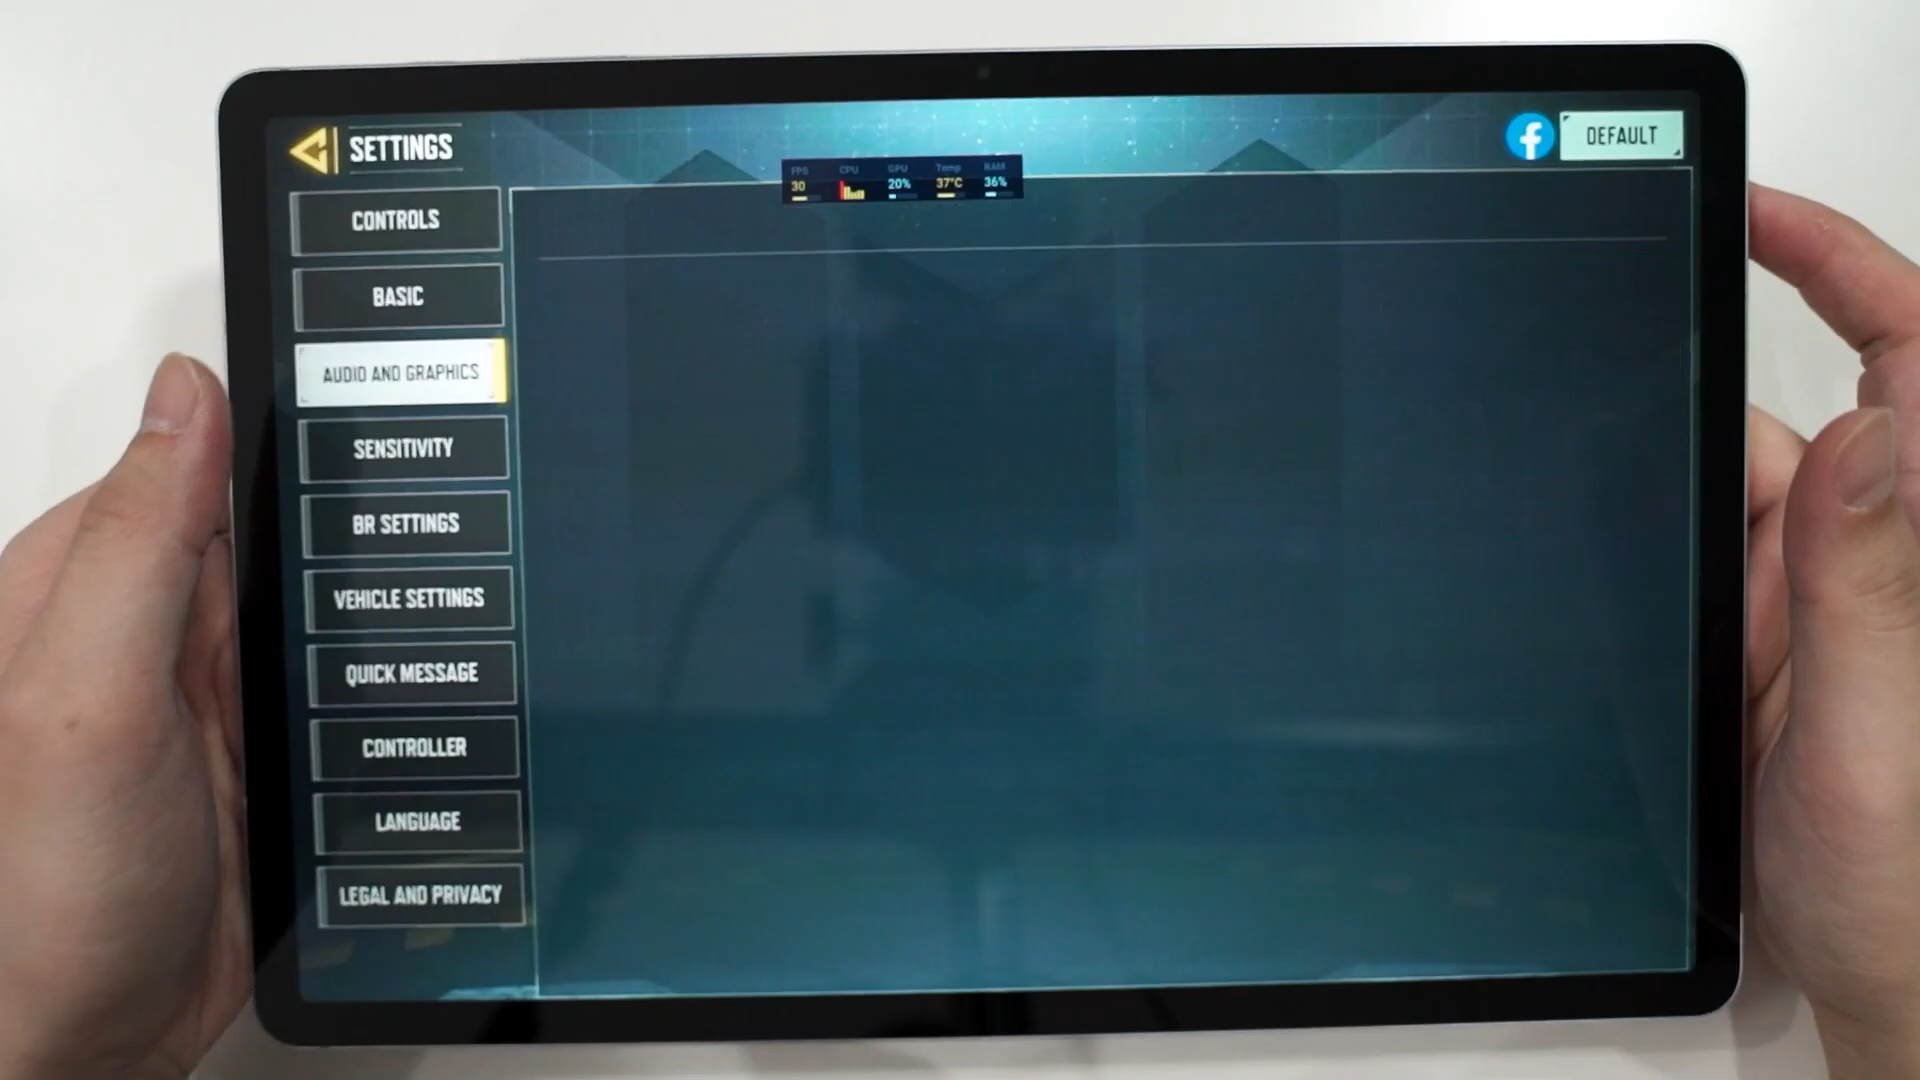 SETTINGS
DEFAULT
FPS CPU GPU Temp RAM
30 20% 37°C 36%
CONTROLS
BASIC
AUDIO AND GRAPHICS
SENSITIVITY
BR SETTINGS
VEHICLE SETTINGS
QUICK MESSAGE
CONTROLLER
LANGUAGE
LEGAL AND PRIVACY